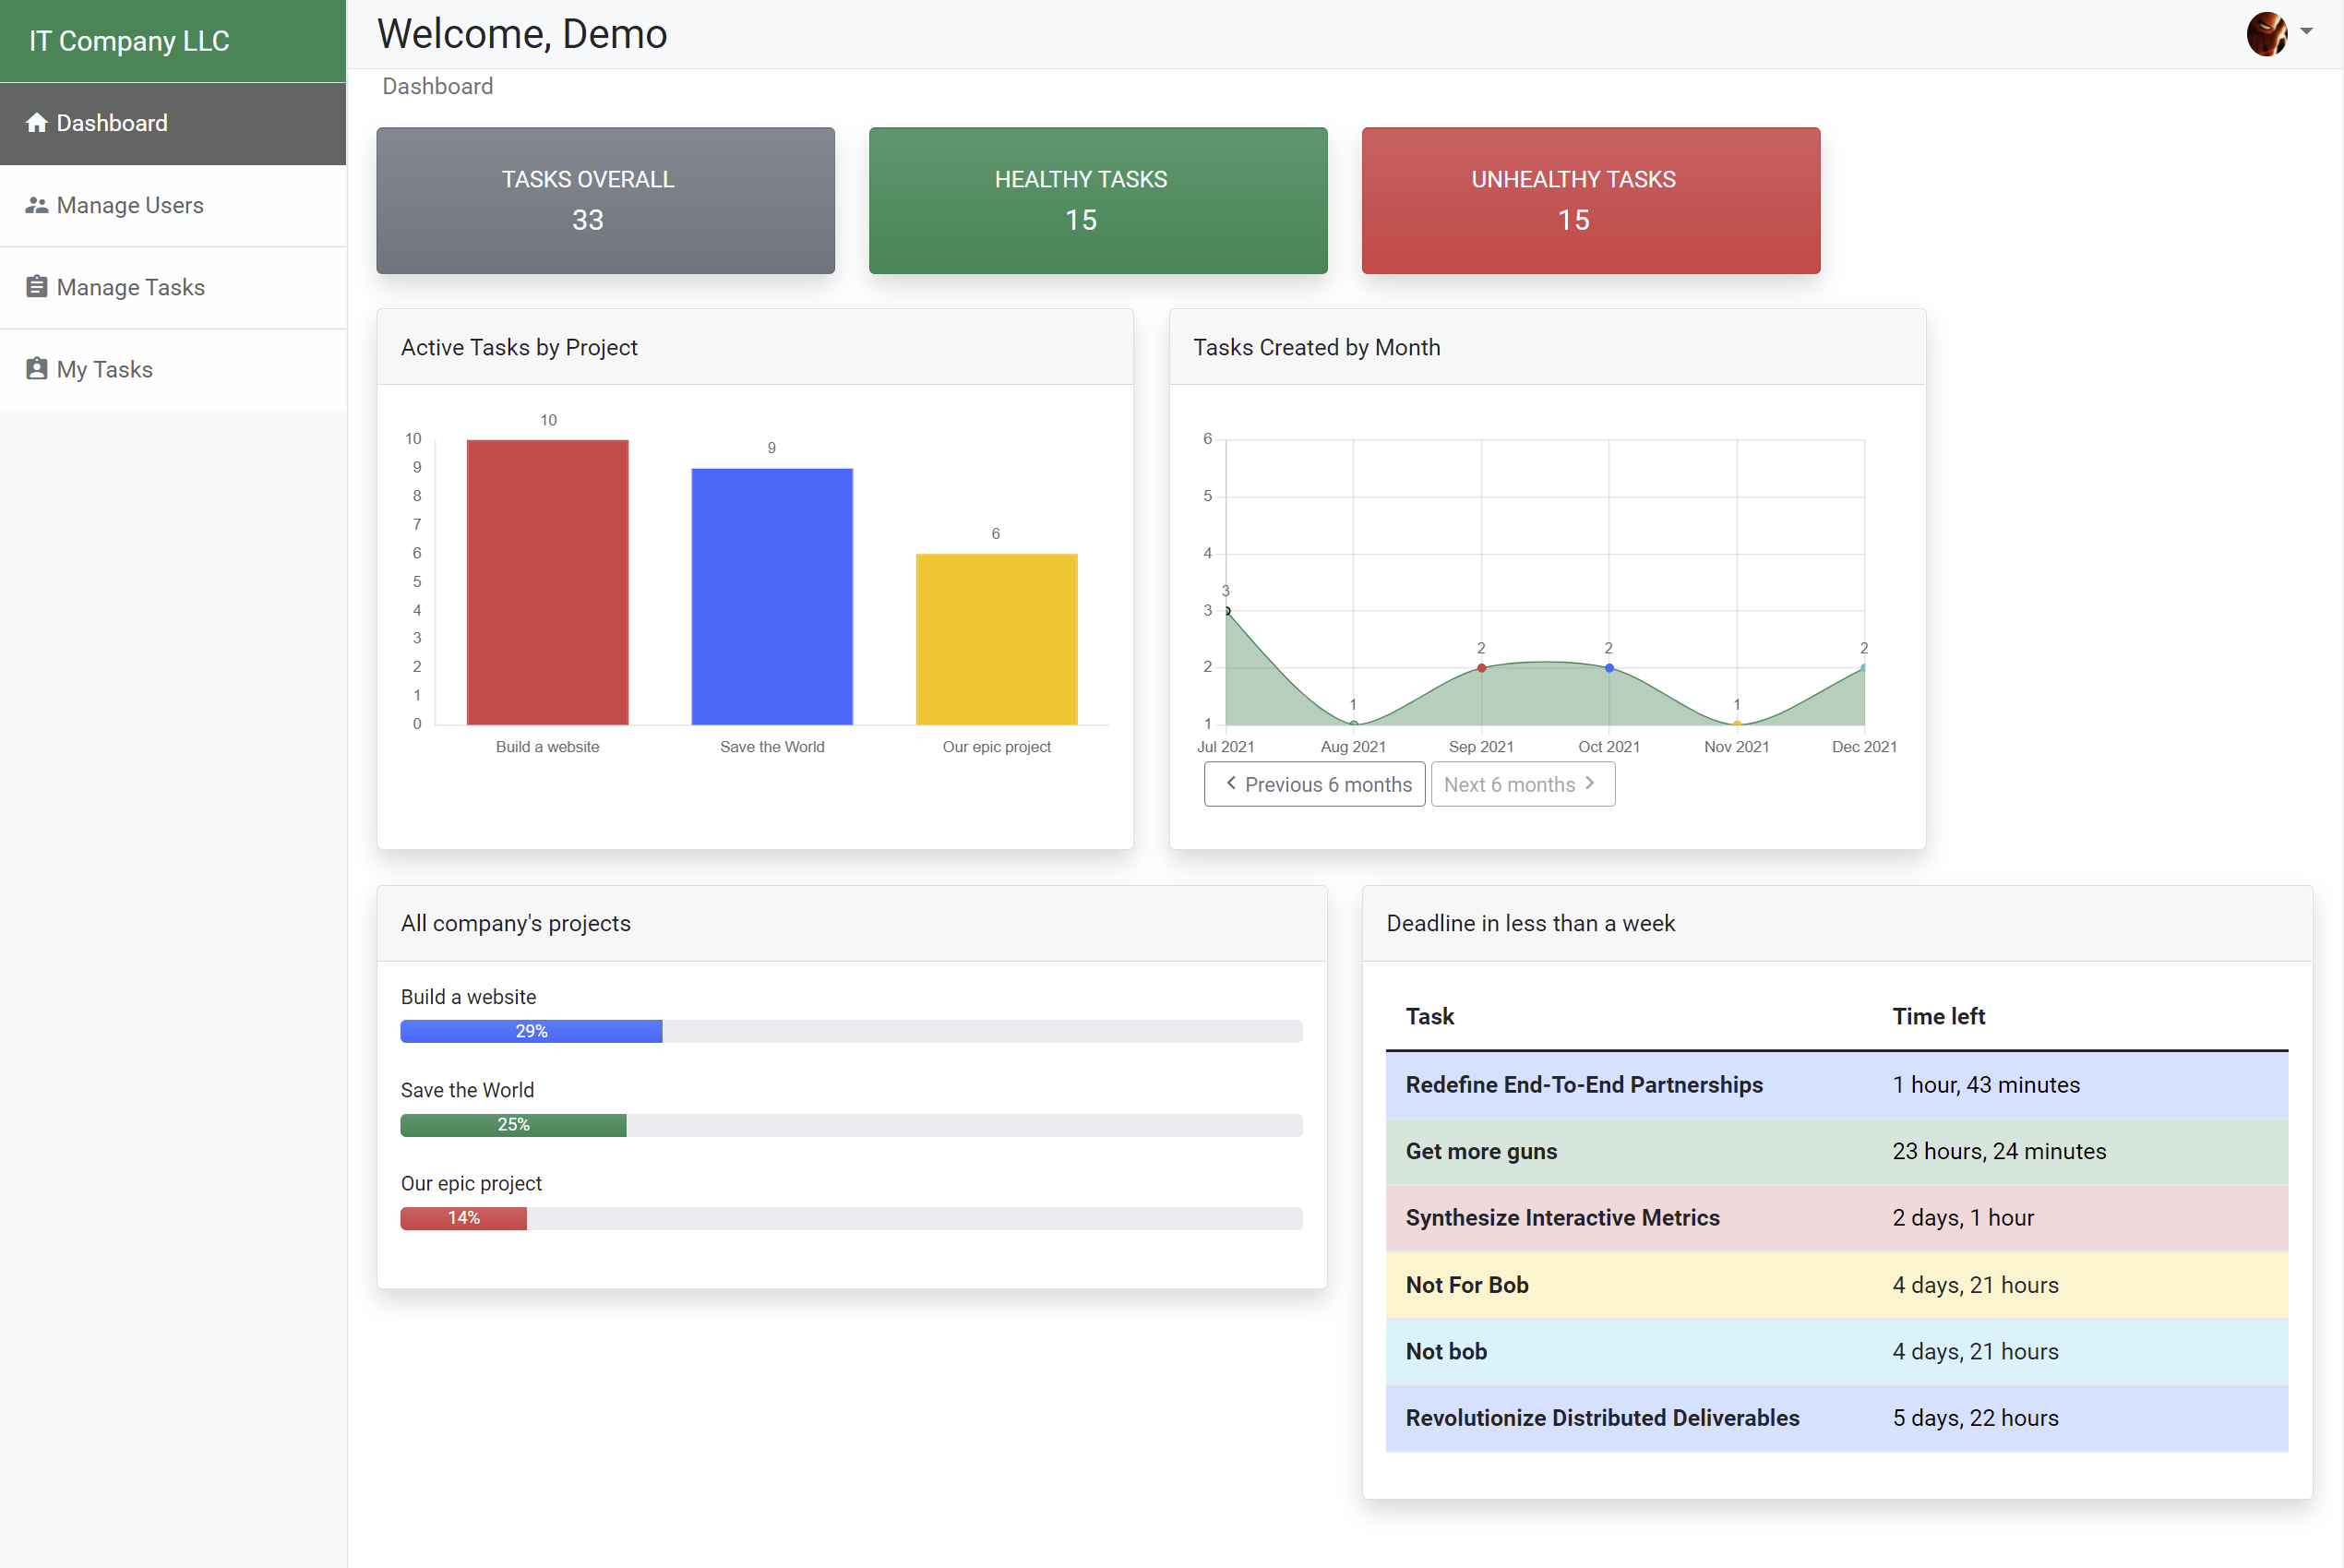 IT Company LLC
Welcome, Demo
Dashboard
Manage Users
Manage Tasks
My Tasks
Dashboard
TASKS OVERALL
33
HEALTHY TASKS
15
UNHEALTHY TASKS
15
Active Tasks by Project
10
9
6
10
9
8
7
6
5
4
3
2
1
0
Build a website Save the World Our epic project
Tasks Created by Month
6
5
4
3
2
1
3
1
2
2
1
2
Jul 2021 Aug 2021 Sep 2021 Oct 2021 Nov 2021 Dec 2021
Previous 6 months Next 6 months
All company's projects
Build a website
29%
Save the World
25%
Our epic project
14%
Deadline in less than a week
Task Time left
Redefine End-To-End Partnerships 1 hour, 43 minutes
Get more guns 23 hours, 24 minutes
Synthesize Interactive Metrics 2 days, 1 hour
Not For Bob 4 days, 21 hours
Not bob 4 days, 21 hours
Revolutionize Distributed Deliverables 5 days, 22 hours